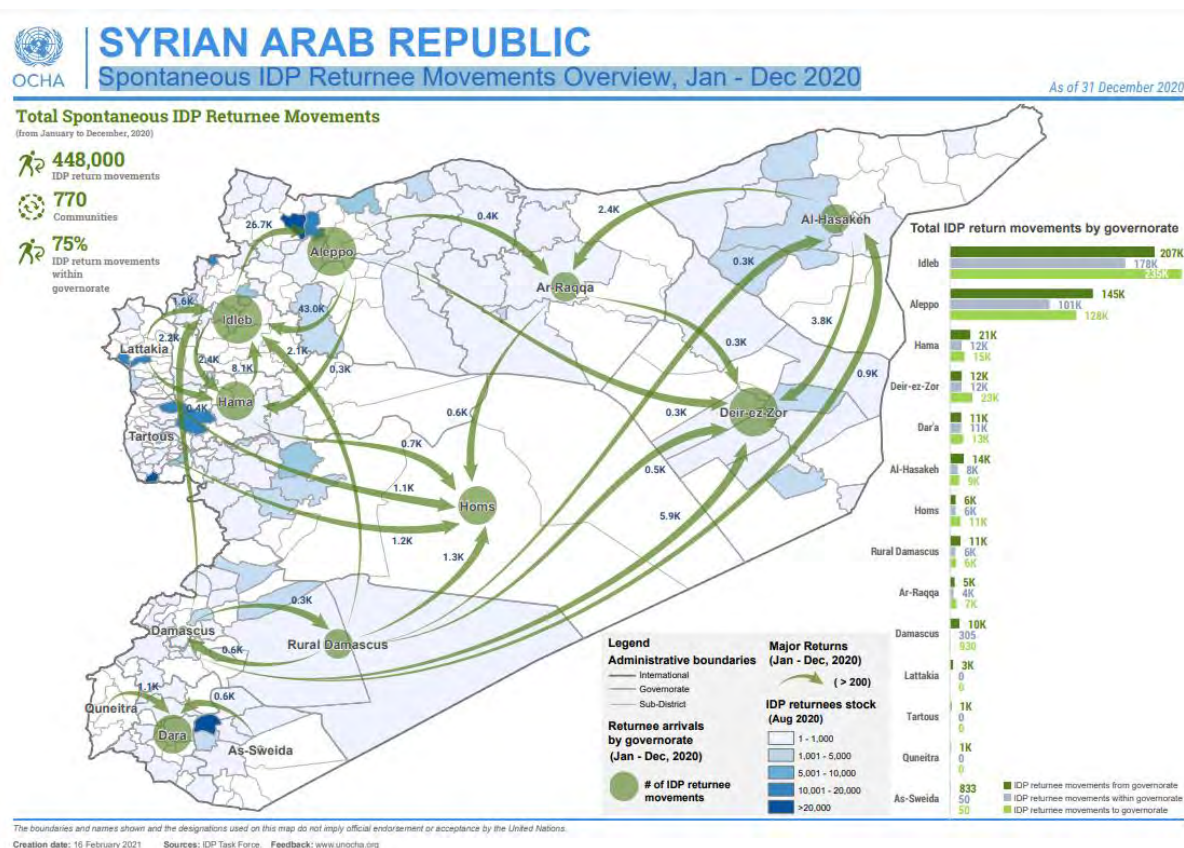 OCHA
SYRIAN ARAB REPUBLIC
Spontaneous IDP Returnee Movements Overview, Jan - Dec 2020
As of 31 December 2020
Total Spontaneous IDP Returnee Movements
(from January to December, 2020)
448,000
IDP return movements
770
Communities
75%
IDP return movements
within
governorate
26.7K
Aleppo
0.4K
2.4K
Al-Hasakeh
Ar-Raqqa
0.3K
1.6K
Idleb
43.0K
3.8K
2.2K
Lattakia
2.4K
8.1K
2.1K
0.3K
0.3K
0.9K
Hama
0.4K
Tartous
0.6K
0.3K
Deir-ez-Zor
0.7K
0.5K
1.1K
Homs
5.9K
1.2K
1.3K
0.3K
Damascus
Rural Damascus
0.6K
1.1K
0.6K
Quneitra
Dara
As-Sweida
Total IDP return movements by governorate
Idleb
207K
178K
235K
Aleppo
145K
101K
128K
Hama
21K
12K
15K
Deir-ez-Zor
12K
12K
23K
Dar'a
11K
11K
13K
Al-Hasakeh
14K
8K
9K
Homs
6K
6K
11K
Rural Damascus
11K
6K
6K
Ar-Raqqa
5K
4K
7K
Damascus
10K
305
930
Lattakia
3K
0
0
Tartous
1K
0
0
Quneitra
1K
0
0
As-Sweida
833
50
50
IDP returnee movements from governorate
IDP returnee movements within governorate
IDP returnee movements to governorate
Legend
Administrative boundaries
International
Governorate
Sub-District
Returnee arrivals
by governorate
(Jan - Dec, 2020)
# of IDP returnee
movements
Major Returns
(Jan - Dec, 2020)
( > 200)
IDP returnees stock
(Aug 2020)
1 - 1,000
1,001 - 5,000
5,001 - 10,000
10,001 - 20,000
>20,000
The boundaries and names shown and the designations used on this map do not imply official endorsement or acceptance by the United Nations.
Creation date: 16 February 2021 Sources: IDP Task Force. Feedback: www.unocha.org